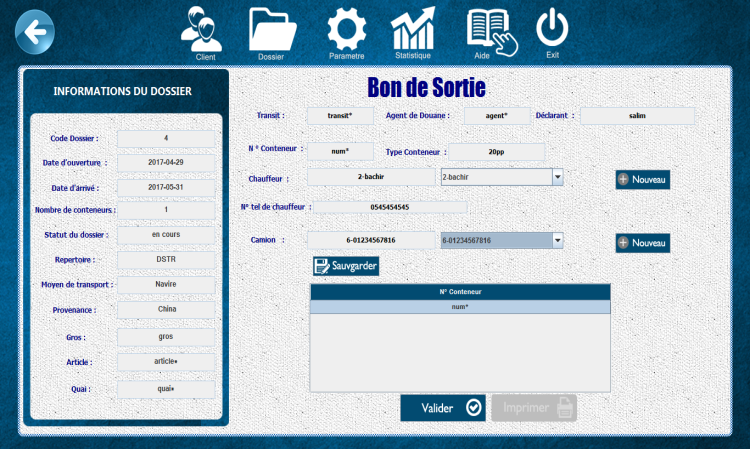 Client Dossier Parametre Statistique Aide Exit
INFORMATIONS DU DOSSIER
Code Dossier : 4
Date d'ouverture : 2017-04-29
Date d'arrivé : 2017-05-31
Nombre de conteneurs : 1
Statut du dossier : en cours
Repertoire : DSTR
Moyen de transport : Navire
Provenance : China
Gros : gros
Article : article*
Quai : quai*
Bon de Sortie
Transit : transit* Agent de Douane : agent* Déclarant : salim
N ° Conteneur : num* Type Conteneur : 20pp
Chauffeur : 2-bachir 2-bachir Nouveau
N° tel de chauffeur : 0545454545
Camion : 6-01234567816 6-01234567816 Nouveau
Sauvgarder
N° Conteneur
num*
Valider Imprimer